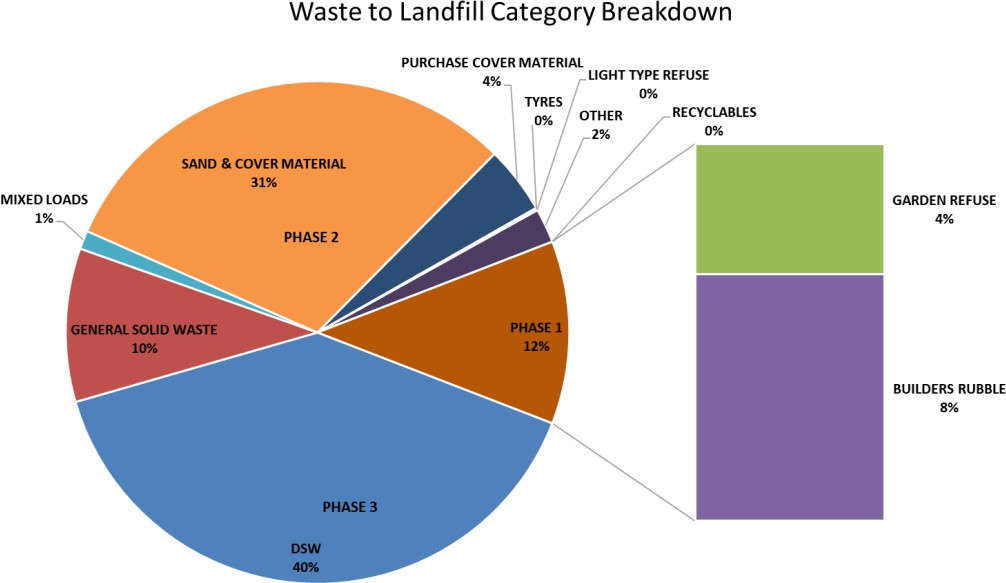 Waste to Landfill Category Breakdown
PURCHASE COVER MATERIAL
4%
LIGHT TYPE REFUSE
0%
TYRES
0%
OTHER
2%
RECYCLABLES
0%
SAND & COVER MATERIAL
31%
MIXED LOADS
1%
PHASE 2
GARDEN REFUSE
4%
GENERAL SOLID WASTE
10%
PHASE 1
12%
BUILDERS RUBBLE
8%
PHASE 3
DSW
40%